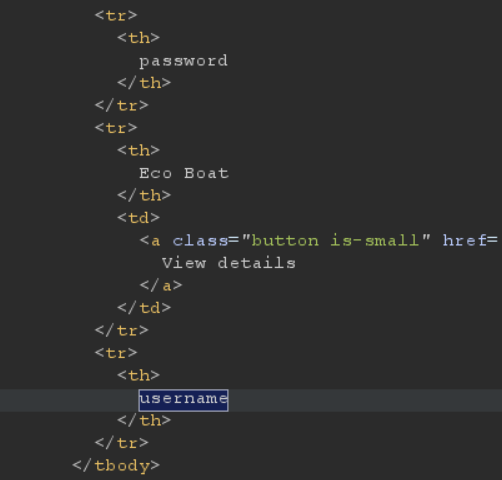 <tr>
<th>
password
</th>
</tr>
<tr>
<th>
Eco Boat
</th>
<td>
<a class="button is-small" href=
View details
</a>
</td>
</tr>
<tr>
<th>
username
</th>
</tr>
</tbody>